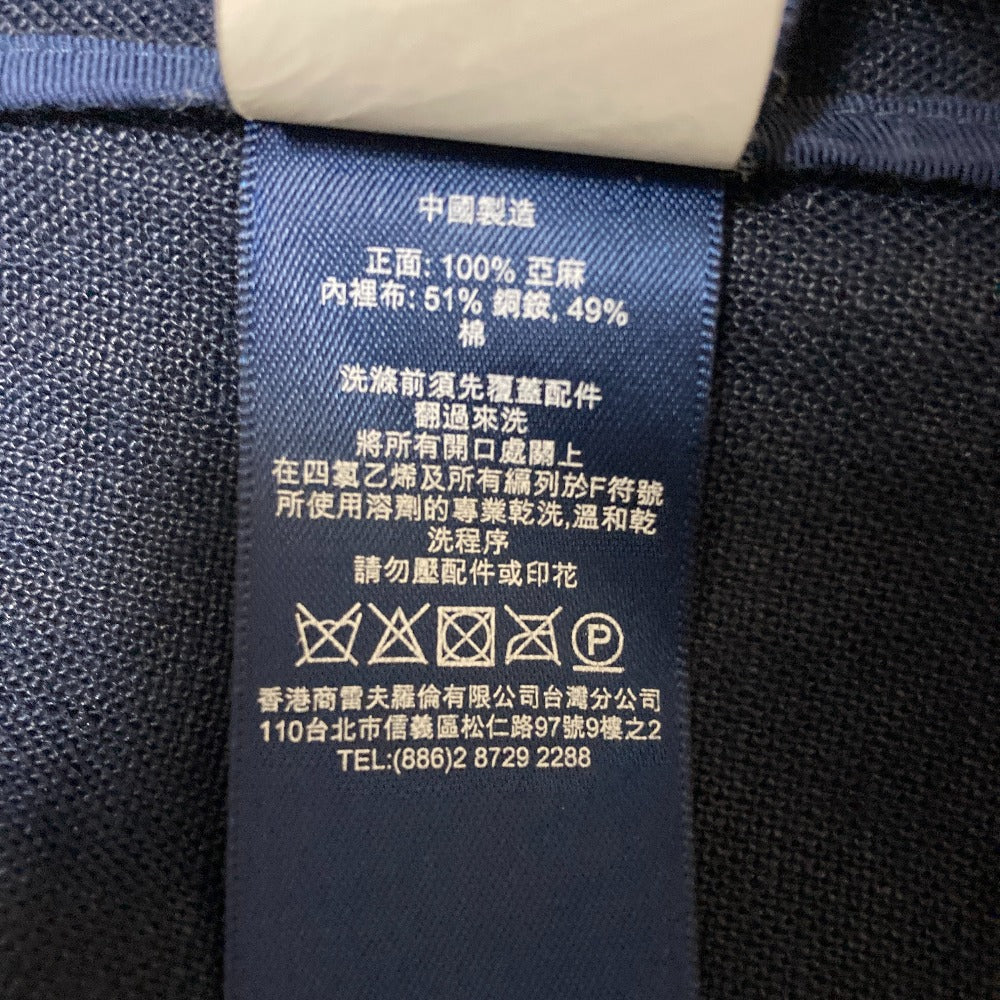 中國製造
正面: 100% 亞麻
內裡布: 51% 銅銨, 49%
棉
洗滌前須先覆蓋配件
翻過來洗
將所有開口處關上
在四氯乙烯及所有編列於F符號
所使用溶劑的專業乾洗,溫和乾
洗程序
請勿壓配件或印花
P
香港商雷夫羅倫有限公司台灣分公司
110台北市信義區松仁路97號9樓之2
TEL:(886)2 8729 2288